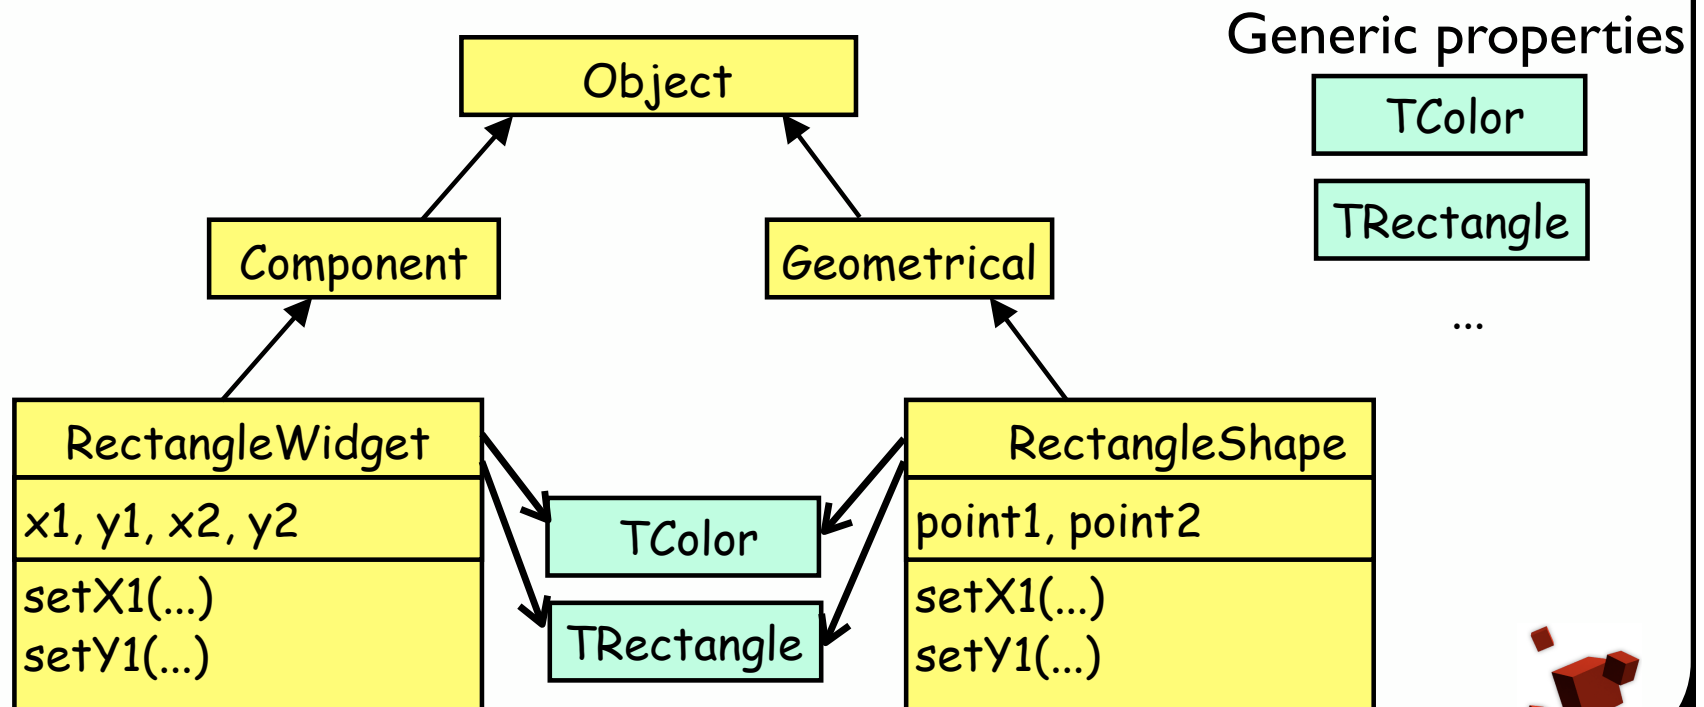 Generic properties
Object
TColor
TRectangle
Component
Geometrical
...
RectangleWidget
x1, y1, x2, y2
setX1(...)
setY1(...)
TColor
TRectangle
RectangleShape
point1, point2
setX1(...)
setY1(...)